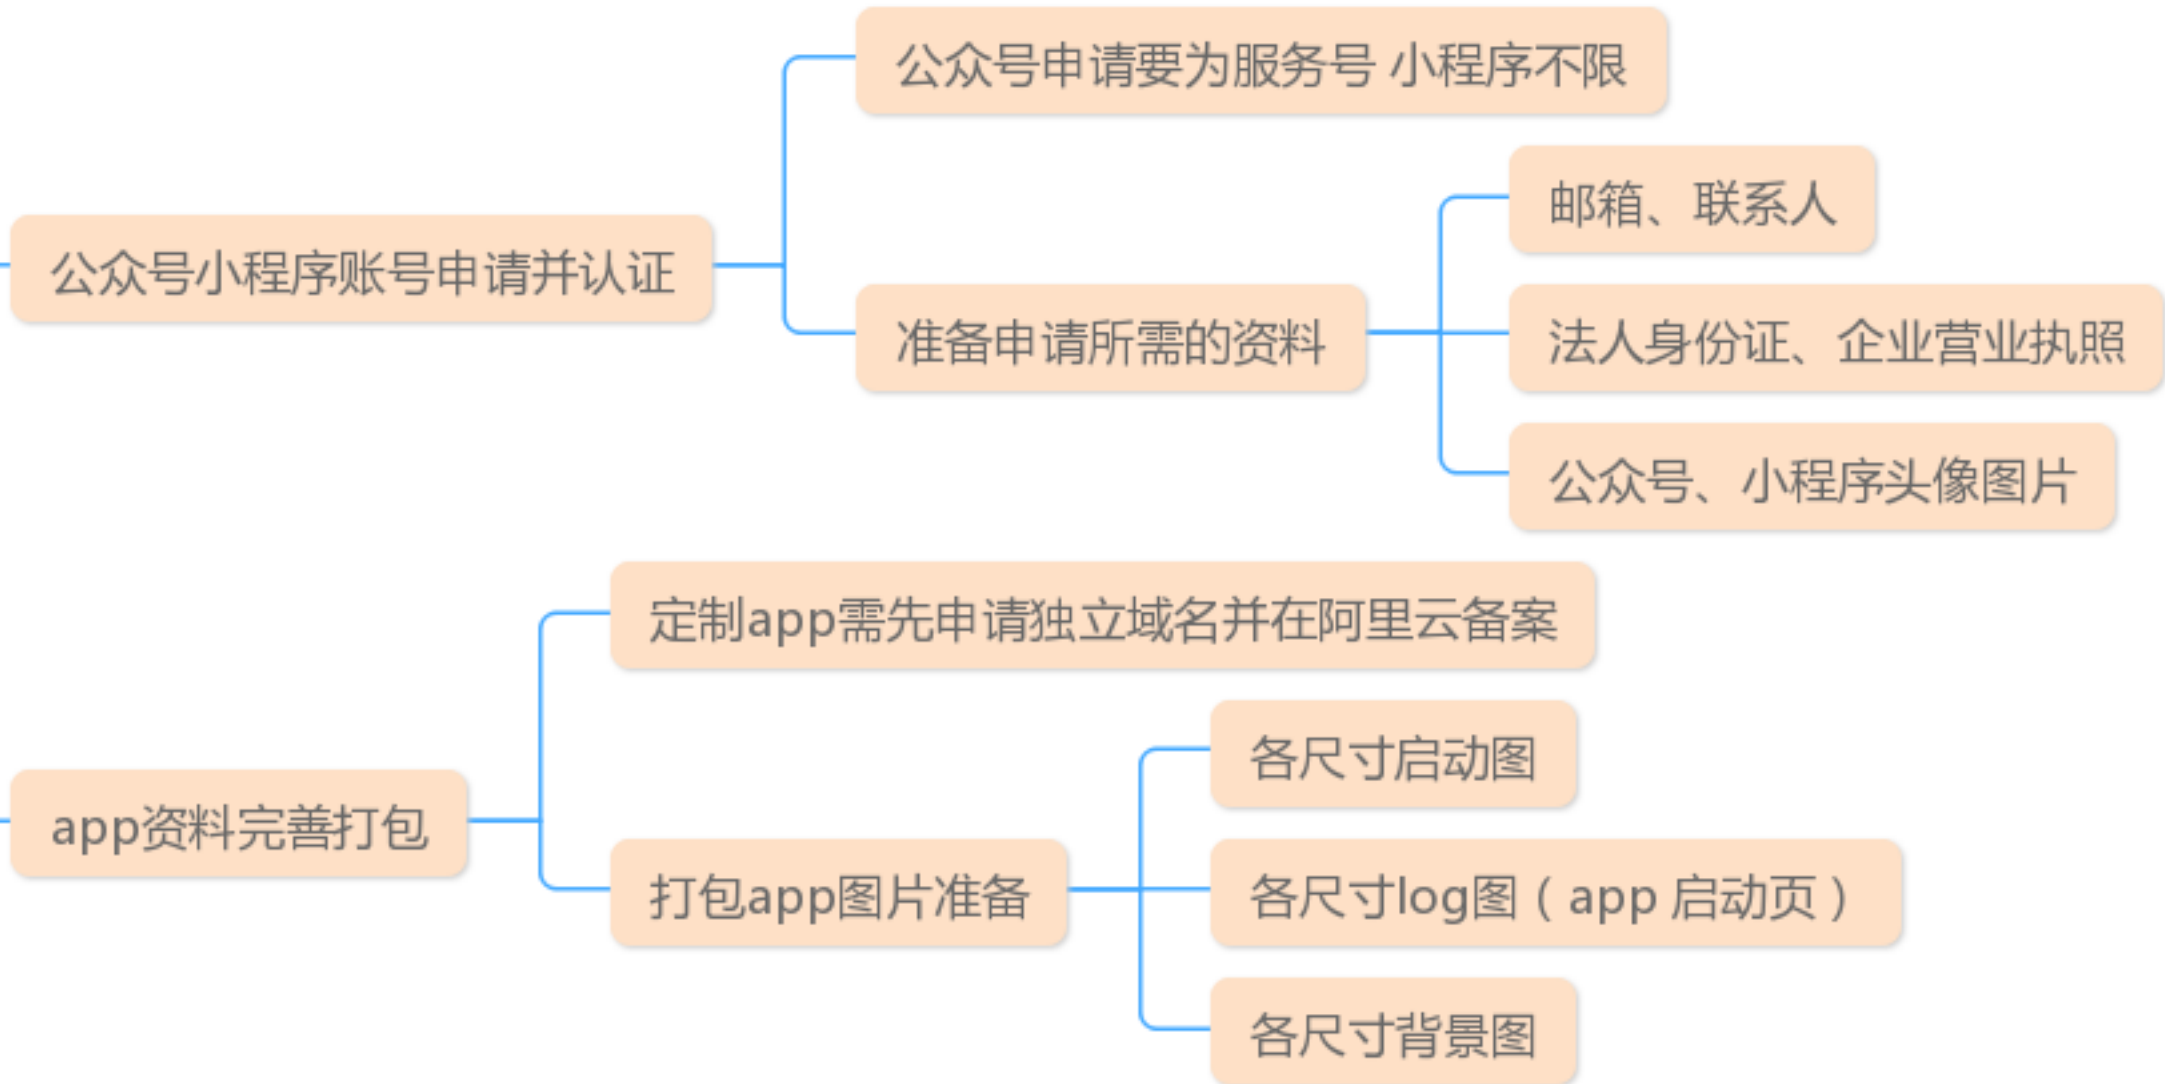 公众号申请要为服务号 小程序不限
邮箱、联系人
公众号小程序账号申请并认证
准备申请所需的资料
法人身份证、企业营业执照
公众号、小程序头像图片
定制app需先申请独立域名并在阿里云备案
各尺寸启动图
app资料完善打包
打包app图片准备
各尺寸log图（app 启动页）
各尺寸背景图